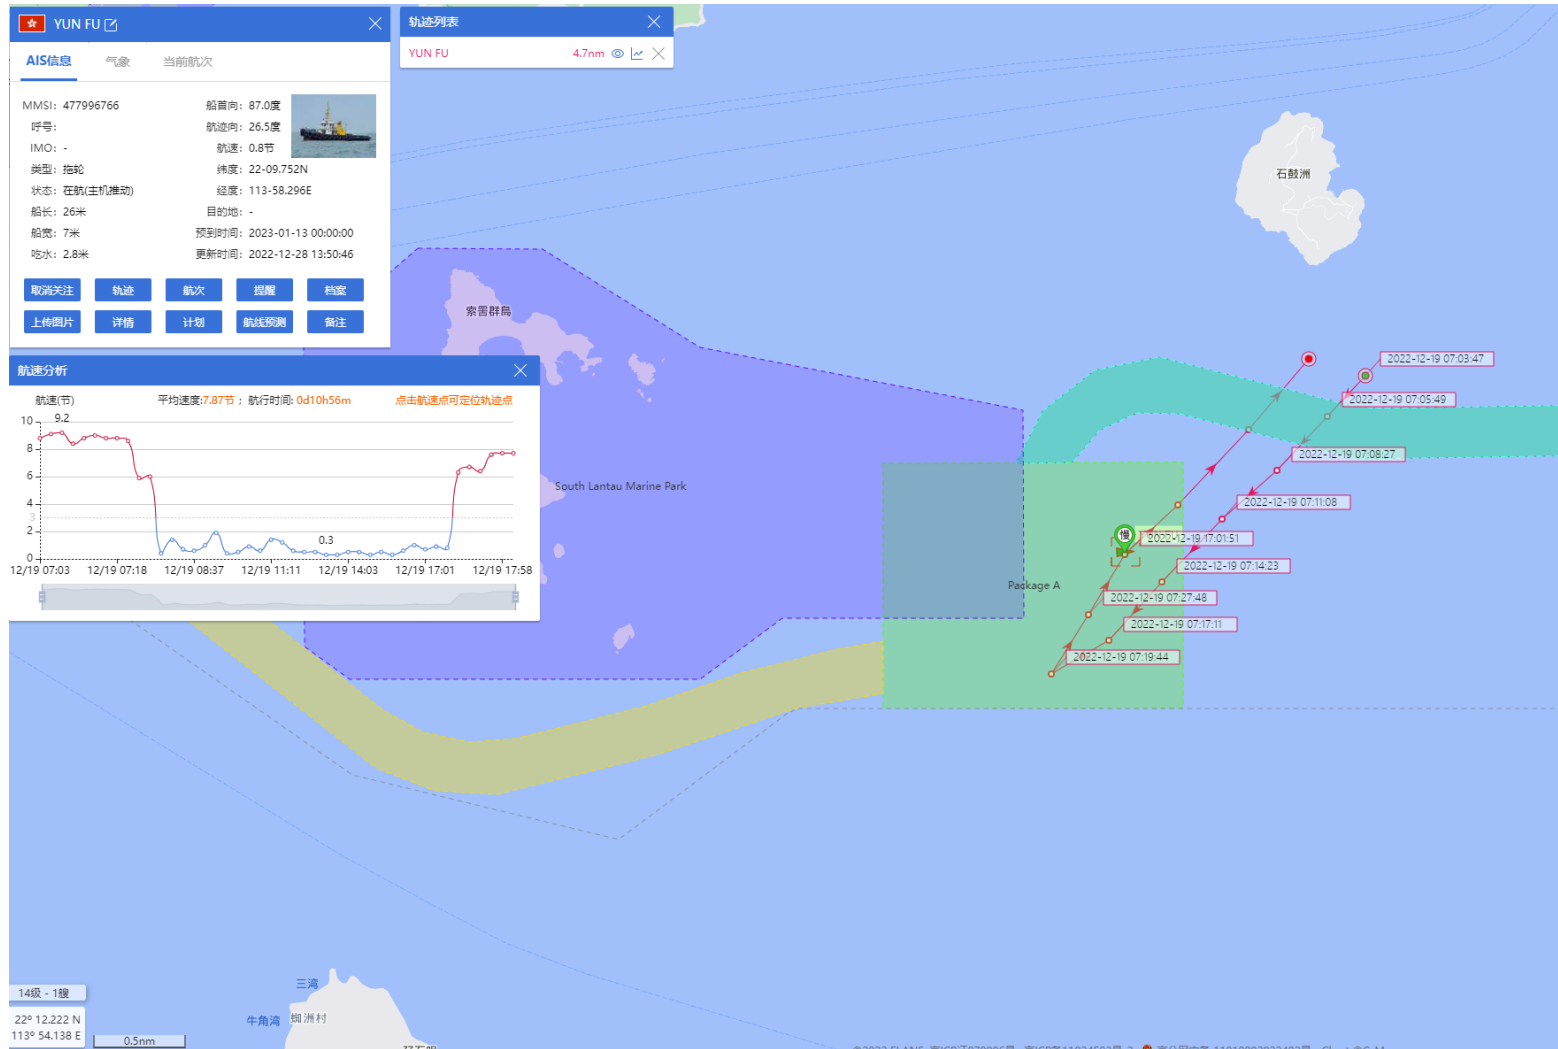 YUN FU
AIS信息 气象 当前航次
MMSI: 477996766 船首向: 87.0度
呼号: 航迹向: 26.5度
IMO: - 航速: 0.8节
类型: 拖轮 纬度: 22-09.752N
状态: 在航(主机推动) 经度: 113-58.296E
船长: 26米 目的地: -
船宽: 7米 预到时间: 2023-01-13 00:00:00
吃水: 2.8米 更新时间: 2022-12-28 13:50:46
取消关注 轨迹 航次 提醒 档案
上传图片 详情 计划 航线预测 备注
轨迹列表
YUN FU 4.7nm
航速分析
航速(节) 平均速度:7.87节 ; 航行时间: 0d10h56m 点击航速点可定位轨迹点
10
9.2
8
6
4
3
2
0.3
0
12/19 07:03 12/19 07:18 12/19 08:37 12/19 11:11 12/19 14:03 12/19 17:01 12/19 17:58
石鼓洲
索罟群島
South Lantau Marine Park
Package A
慢
2022-12-19 07:03:47
2022-12-19 07:05:49
2022-12-19 07:08:27
2022-12-19 07:11:08
2022-12-19 17:01:51
2022-12-19 07:14:23
2022-12-19 07:27:48
2022-12-19 07:17:11
2022-12-19 07:19:44
三湾
牛角湾
蜘洲村
14级 - 1艘
22º 12.222 N
113º 54.138 E
0.5nm